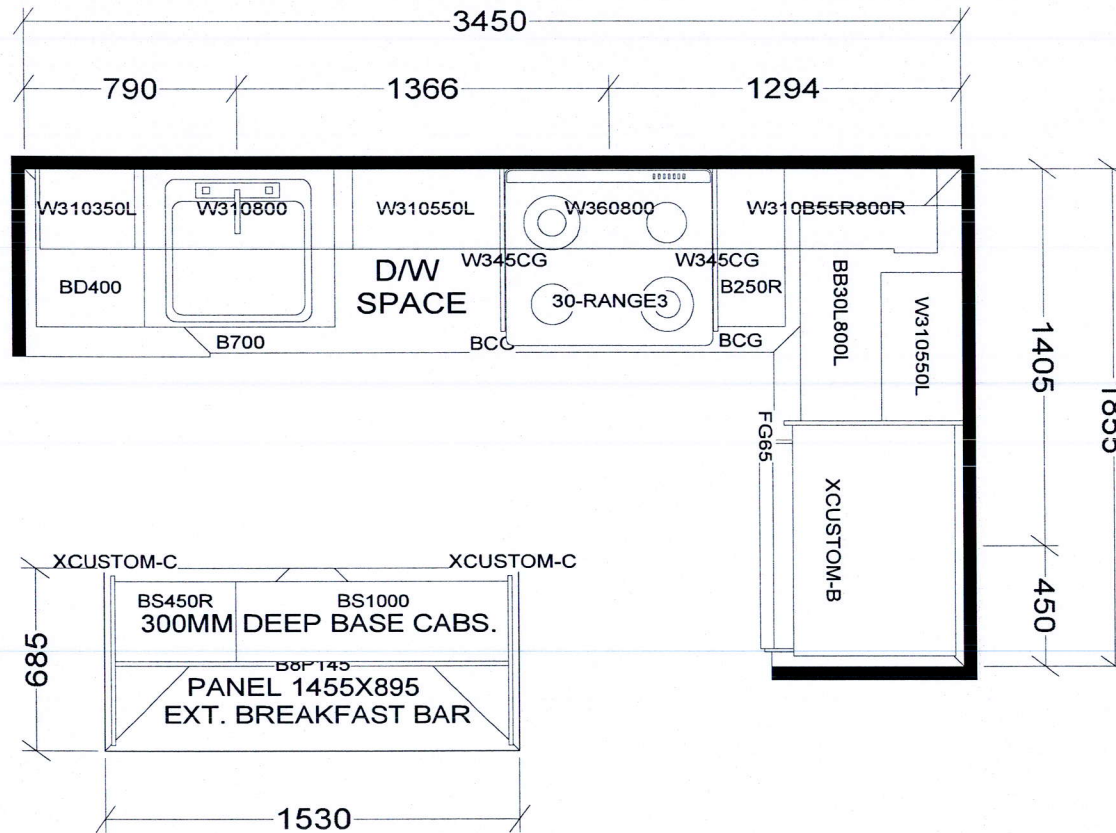 3450
790
1366
1294
W310350L
W310800
W310550L
W360800
W310B55R800R
W345CG
W345CG
BD400
D/W
SPACE
30-RANGE3
B250R
BB30L800L
W310550L
B700
BCG
BCG
1405
1855
FG65
XCUSTOM-B
450
XCUSTOM-C
XCUSTOM-C
BS450R
BS1000
300MM DEEP BASE CABS.
685
BBP145
PANEL 1455X895
EXT. BREAKFAST BAR
1530